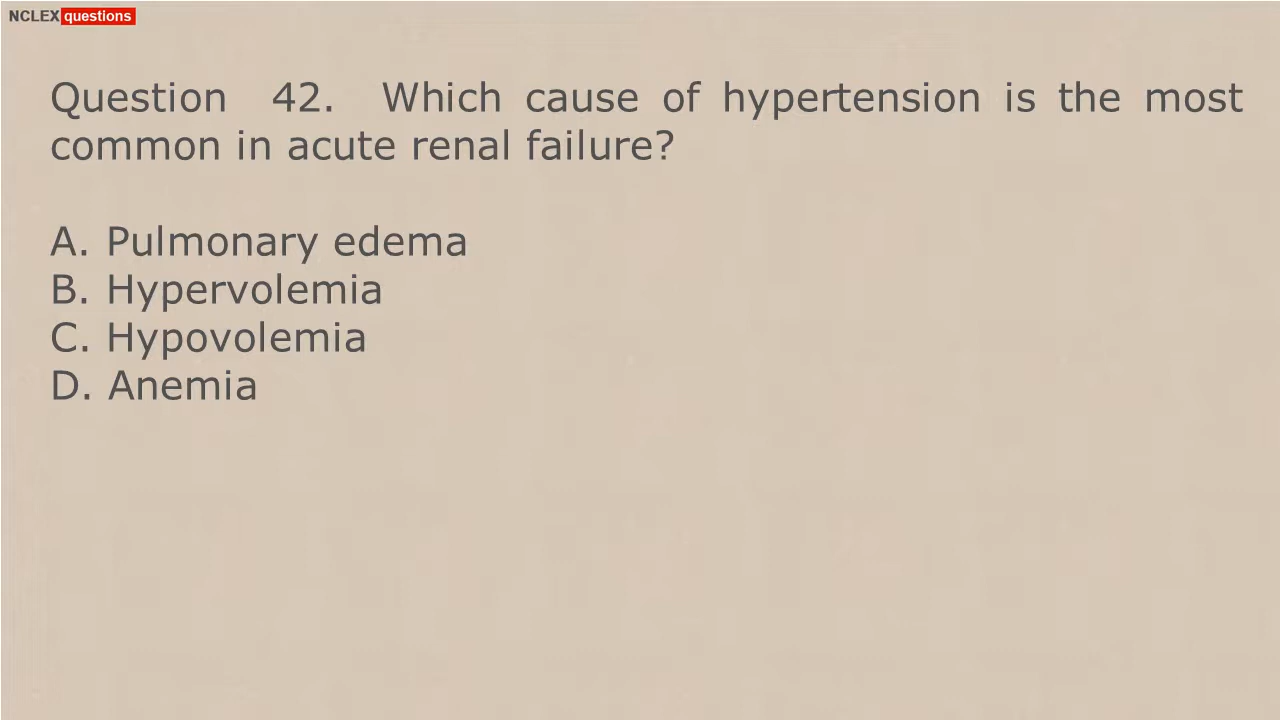 NCLEX questions
Question 42. Which cause of hypertension is the most
common in acute renal failure?
A. Pulmonary edema
B. Hypervolemia
C. Hypovolemia
D. Anemia